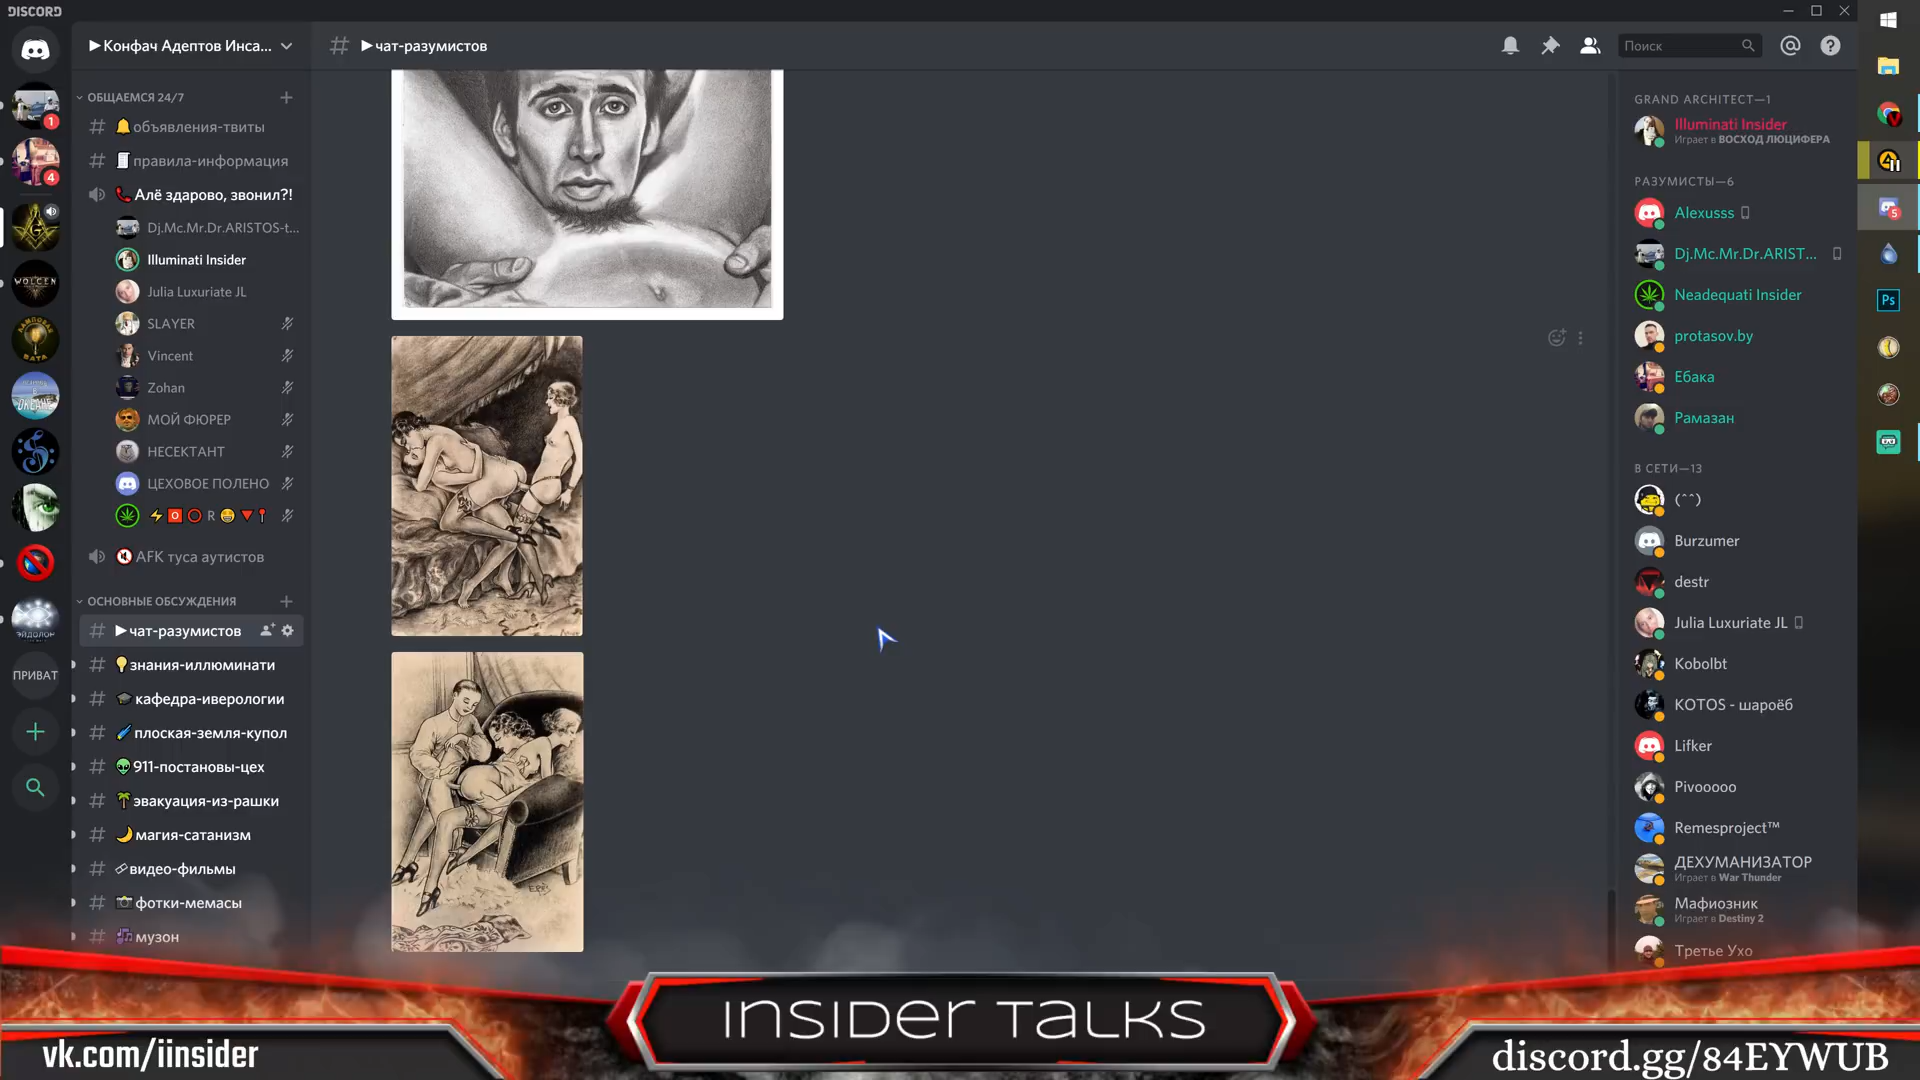 DISCORD
▶Конфач Адептов Инса...
▶чат-разумистов
Поиск
ОБЩАЕМСЯ 24/7
объявления-твиты
правила-информация
Алё здарово, звонил?!
Dj.Mc.Mr.Dr.ARISTOS-t...
Illuminati Insider
Julia Luxuriate JL
SLAYER
Vincent
Zohan
МОЙ ФЮРЕР
НЕСЕКТАНТ
ЦЕХОВОЕ ПОЛЕНО
R
AFK туса аутистов
ОСНОВНЫЕ ОБСУЖДЕНИЯ
▶чат-разумистов
знания-иллюминати
кафедра-иверологии
плоская-земля-купол
911-постановы-цех
эвакуация-из-рашки
магия-сатанизм
видео-фильмы
фотки-мемасы
музон
1
4
WOLCEN
ПРИВАТ
GRAND ARCHITECT—1
Illuminati Insider
Играет в ВОСХОД ЛЮЦИФЕРА
РАЗУМИСТЫ—6
Alexusss
Dj.Mc.Mr.Dr.ARIST...
Neadequati Insider
protasov.by
Ебака
Рамазан
В СЕТИ—13
(^^)
Burzumer
destr
Julia Luxuriate JL
Kobolbt
KOTOS - шароёб
Lifker
Pivooooo
Remesproject™
ДЕХУМАНИЗАТОР
Играет в War Thunder
Мафиозник
Играет в Destiny 2
Третье Ухо
5
Ps
INSIDER TALKS
vk.com/iinsider
discord.gg/84EYWUB